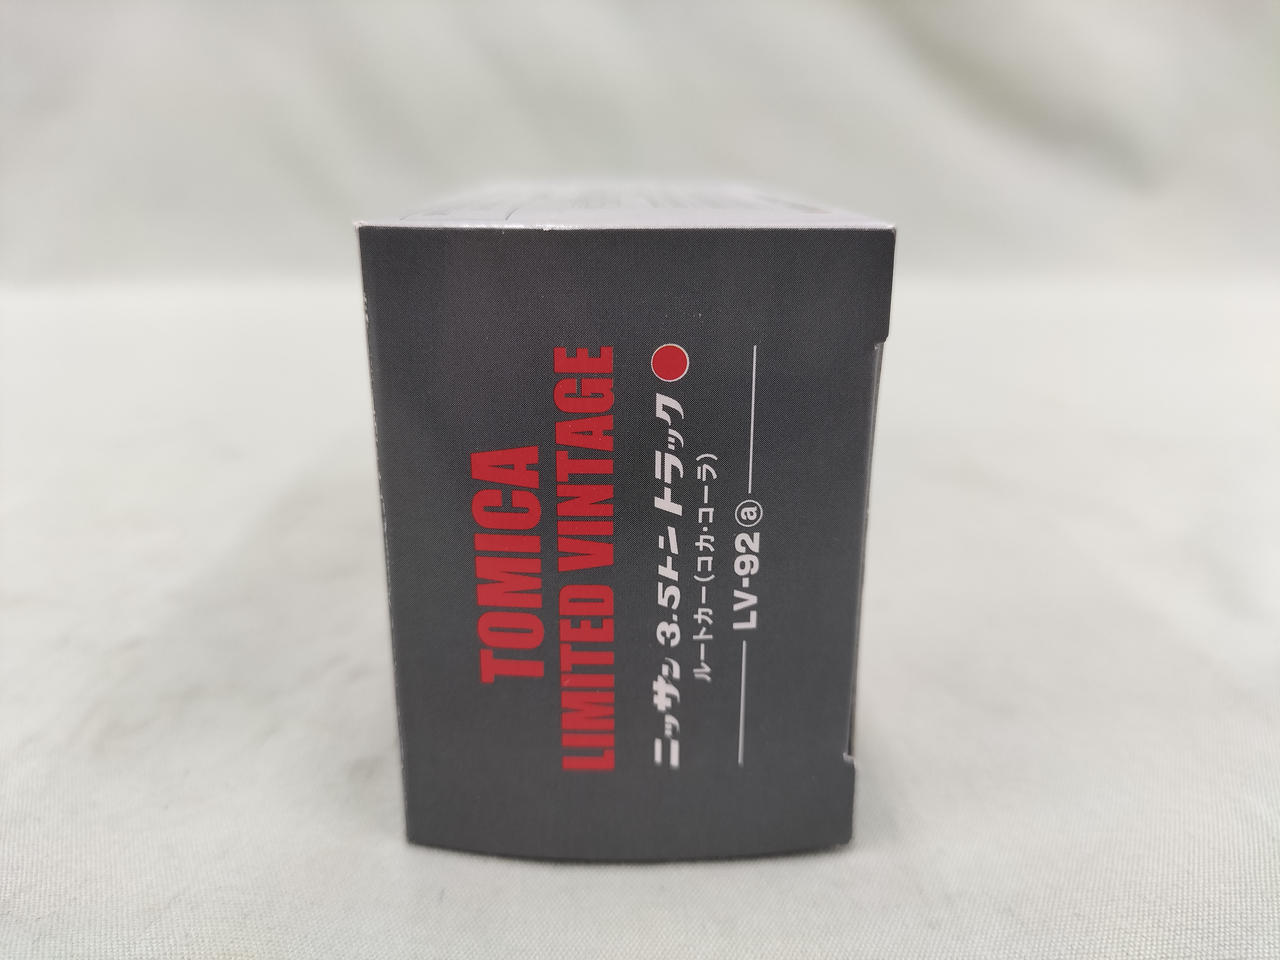 TOMICA
LIMITED VINTAGE
ニッサン 3.5トントラック
ルートカー(コカ・コーラ)
LV-92ⓐ